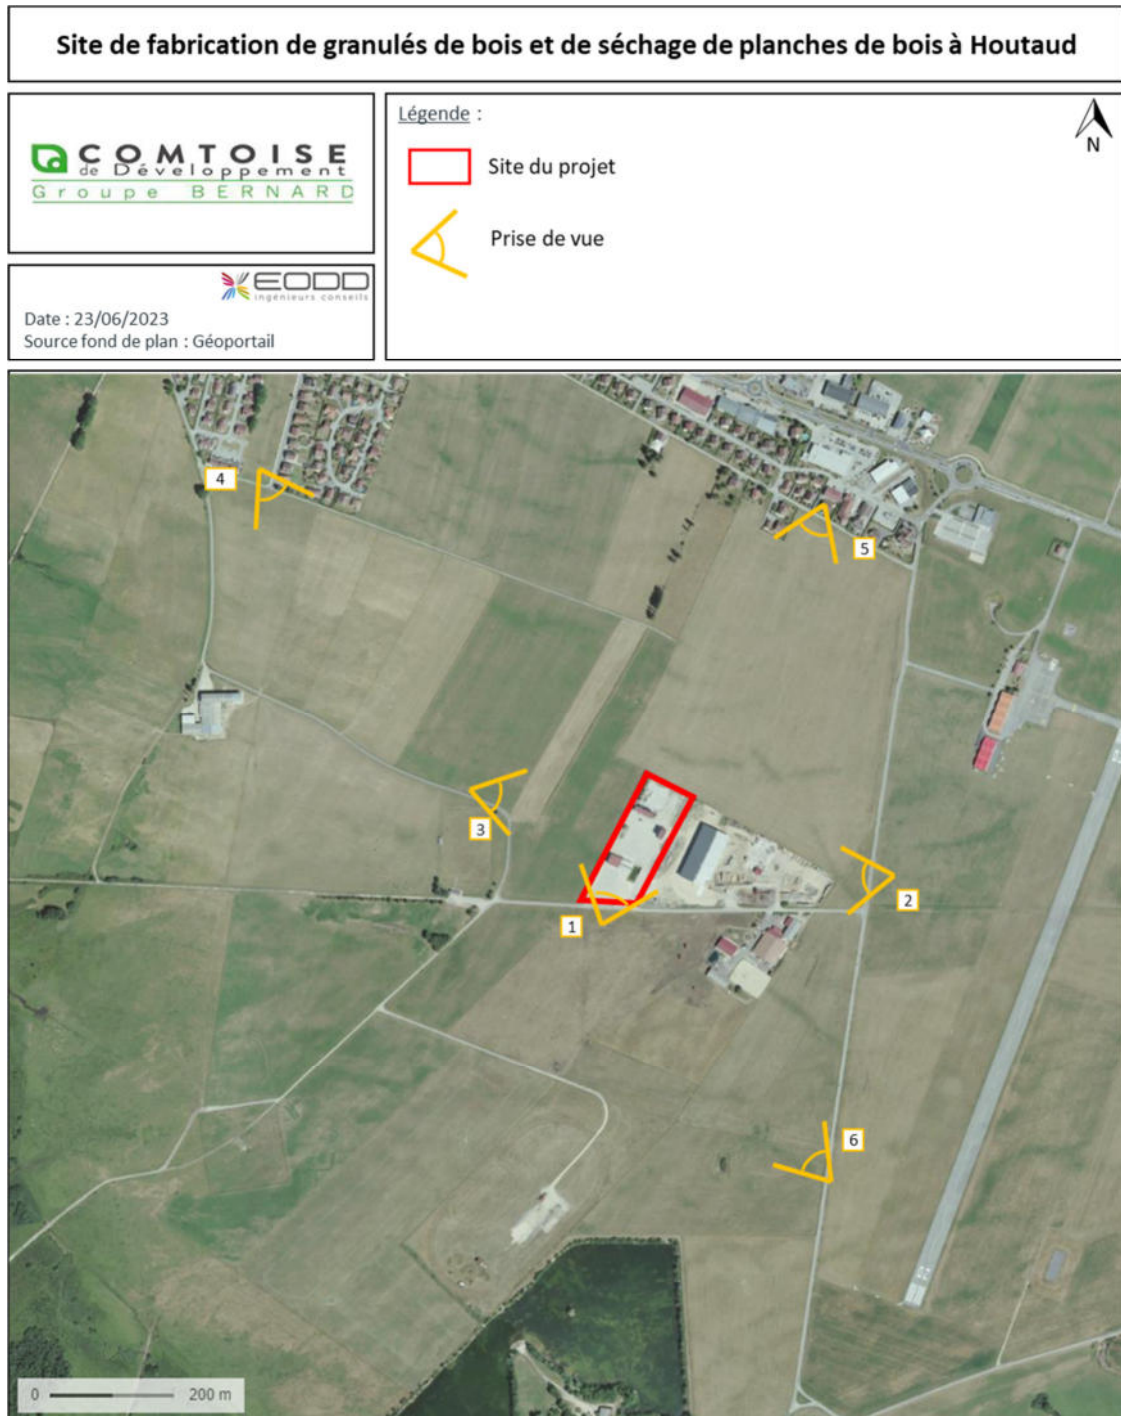 Site de fabrication de granulés de bois et de séchage de planches de bois à Houtaud
COMTOISE
de Développement
Groupe BERNARD
EODD
ingénieurs conseils
Date : 23/06/2023
Source fond de plan : Géoportail
Légende :
Site du projet
Prise de vue
N
4
5
3
2
1
6
0 200 m